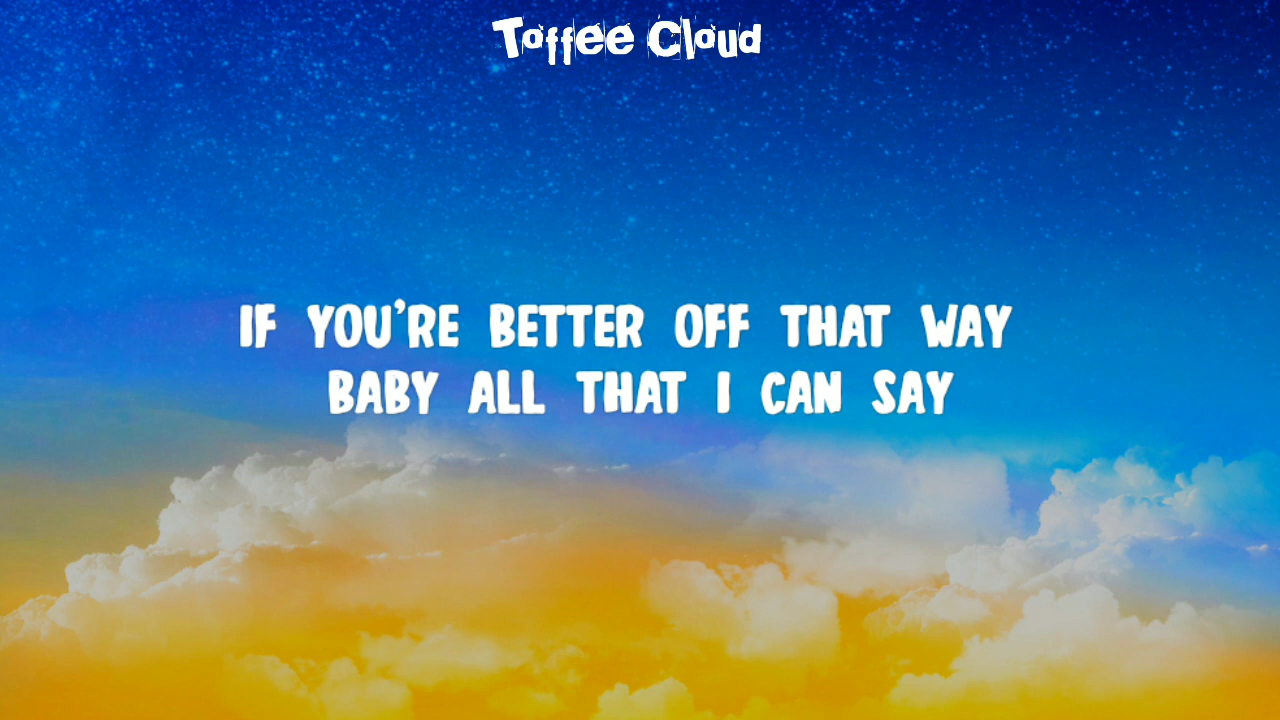 Toffee Cloud
IF YOU'RE BETTER OFF THAT WAY
BABY ALL THAT I CAN SAY